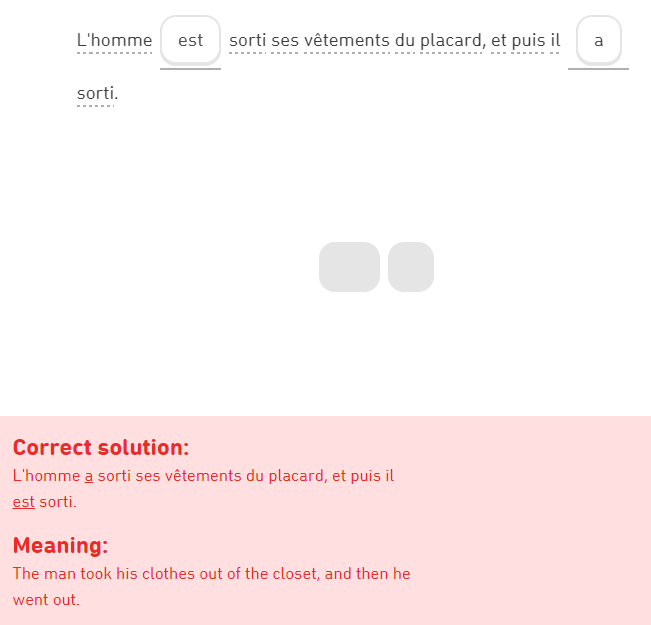 L'homme est sorti ses vêtements du placard, et puis il a
sorti.
Correct solution:
L'homme a sorti ses vêtements du placard, et puis il
est sorti.
Meaning:
The man took his clothes out of the closet, and then he
went out.